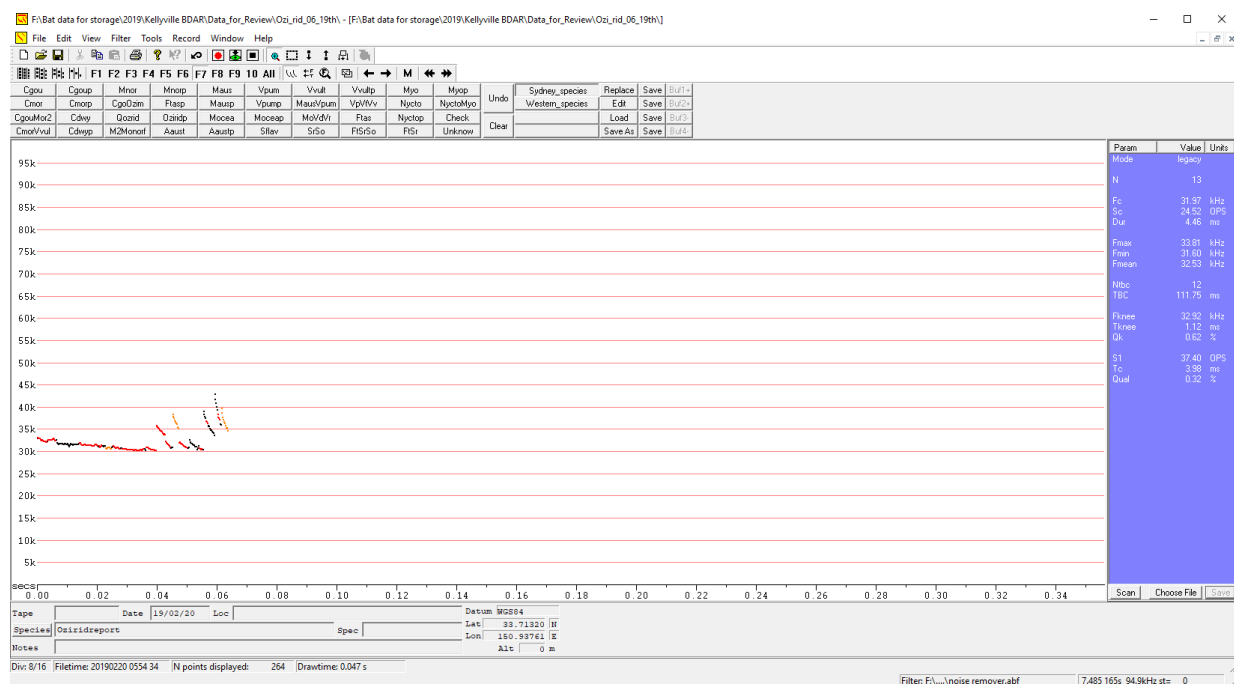 F:\Bat data for storage\2019\Kellyville BDAR\Data_for_Review\Ozi_rid_06_19th\ - [F:\Bat data for storage\2019\Kellyville BDAR\Data_for_Review\Ozi_rid_06_19th\]
File Edit View Filter Tools Record Window Help
F1 F2 F3 F4 F5 F6 F7 F8 F9 10 All M
Cgou Cgoup Mnor Mnorp Maus Vpum Vvult Vvultp Myo Myop Undo Sydney_species Replace Save Buf1+
Cmor Cmorp CgoOzim Ftasp Mausp Vpump MausVpum VpVfVv Nycto NyctoMyo Western_species Edit Save Buf2+
CgouMor2 Cdwy Qozrid Oziridp Mocea Moceap MoVdVr Ftas Nyctop Check Clear Load Save Buf3-
CmorVvul Cdwyp M2Monorf Aaust Aaustp Sflav SrSo FtSrSo FtSr Unknow Save As Save Buf4-
Param Value Units
Mode legacy
N 13
Fc 31.97 kHz
Sc 24.52 OPS
Dur 4.46 ms
Fmax 33.81 kHz
Fmin 31.60 kHz
Fmean 32.53 kHz
Ntbc 12
TBC 111.75 ms
Fknee 32.92 kHz
Tknee 1.12 ms
Qk 0.62 %
S1 37.40 OPS
Tc 3.98 ms
Qual 0.32 %
95k
90k
85k
80k
75k
70k
65k
60k
55k
50k
45k
40k
35k
30k
25k
20k
15k
10k
5k
secs
0.00 0.02 0.04 0.06 0.08 0.10 0.12 0.14 0.16 0.18 0.20 0.22 0.24 0.26 0.28 0.30 0.32 0.34
Scan Choose File Save
Tape Date 19/02/20 Loc Datum WGS84
Species Oziridreport Spec Lat 33.71320 N
Lon 150.93761 E
Notes Alt 0 m
Div: 8/16 Filetime: 20190220 0554 34 N points displayed: 264 Drawtime: 0.047 s
Filter: F:\....\noise remover.abf 7.485 165s 94.9kHz st= 0